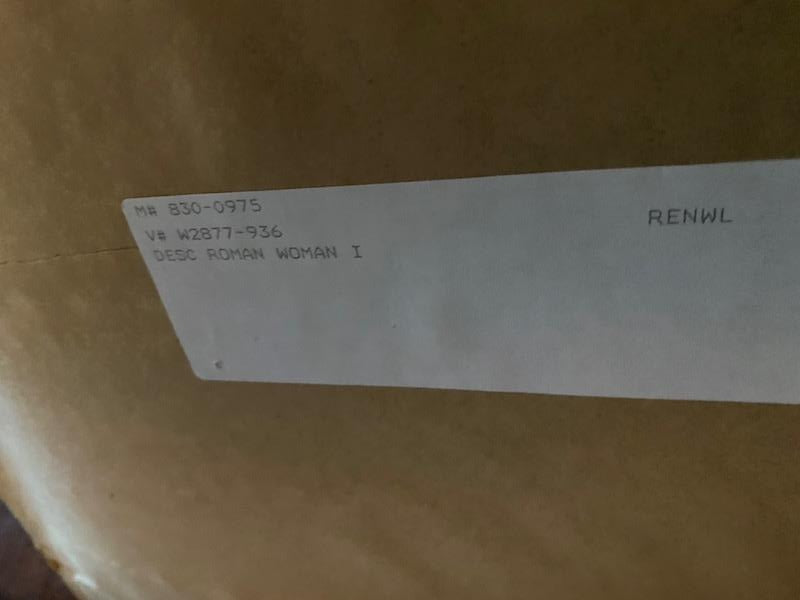 M# 830-0975
RENWL
V# W2877-936
DESC ROMAN WOMAN I